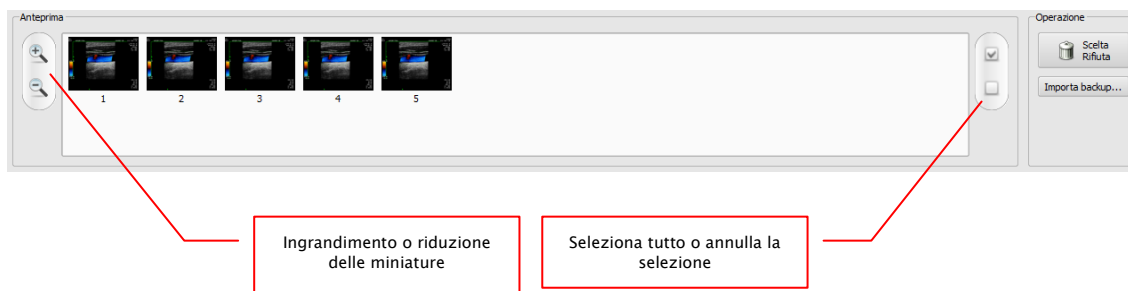 Anteprima
1
2
3
4
5
Operazione
Scelta
Rifiuta
Importa backup...
Ingrandimento o riduzione
delle miniature
Seleziona tutto o annulla la
selezione